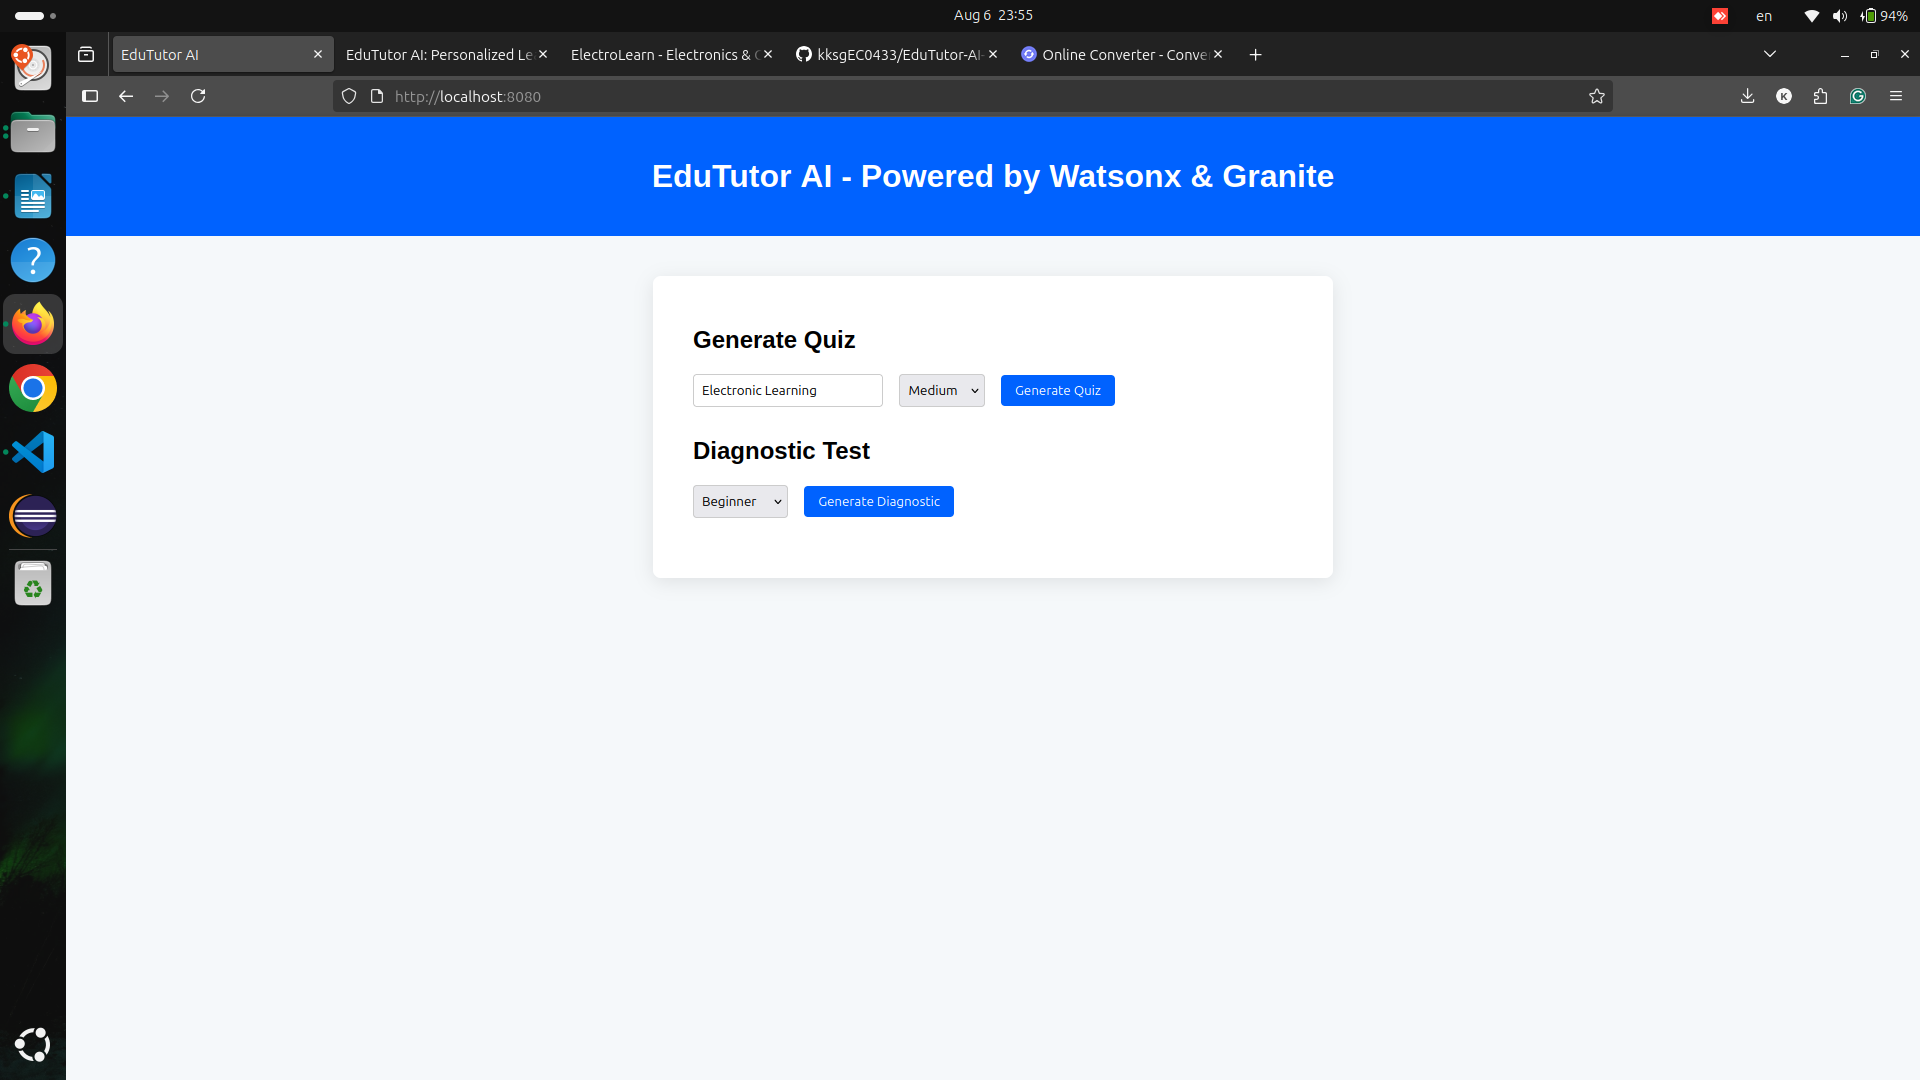 Aug 6 23:55
en
94%
EduTutor AI
EduTutor AI: Personalized Le
ElectroLearn - Electronics &
kksgEC0433/EduTutor-AI-
Online Converter - Conve
http://localhost:8080
K
EduTutor AI - Powered by Watsonx & Granite
Generate Quiz
Electronic Learning
Medium
Generate Quiz
Diagnostic Test
Beginner
Generate Diagnostic